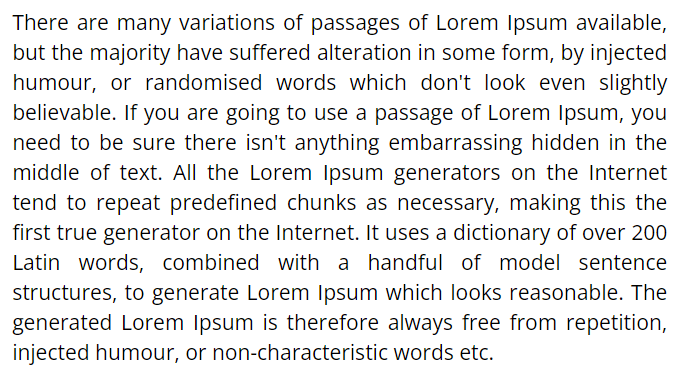 There are many variations of passages of Lorem Ipsum available,
but the majority have suffered alteration in some form, by injected
humour, or randomised words which don't look even slightly
believable. If you are going to use a passage of Lorem Ipsum, you
need to be sure there isn't anything embarrassing hidden in the
middle of text. All the Lorem Ipsum generators on the Internet
tend to repeat predefined chunks as necessary, making this the
first true generator on the Internet. It uses a dictionary of over 200
Latin words, combined with a handful of model sentence
structures, to generate Lorem Ipsum which looks reasonable. The
generated Lorem Ipsum is therefore always free from repetition,
injected humour, or non-characteristic words etc.